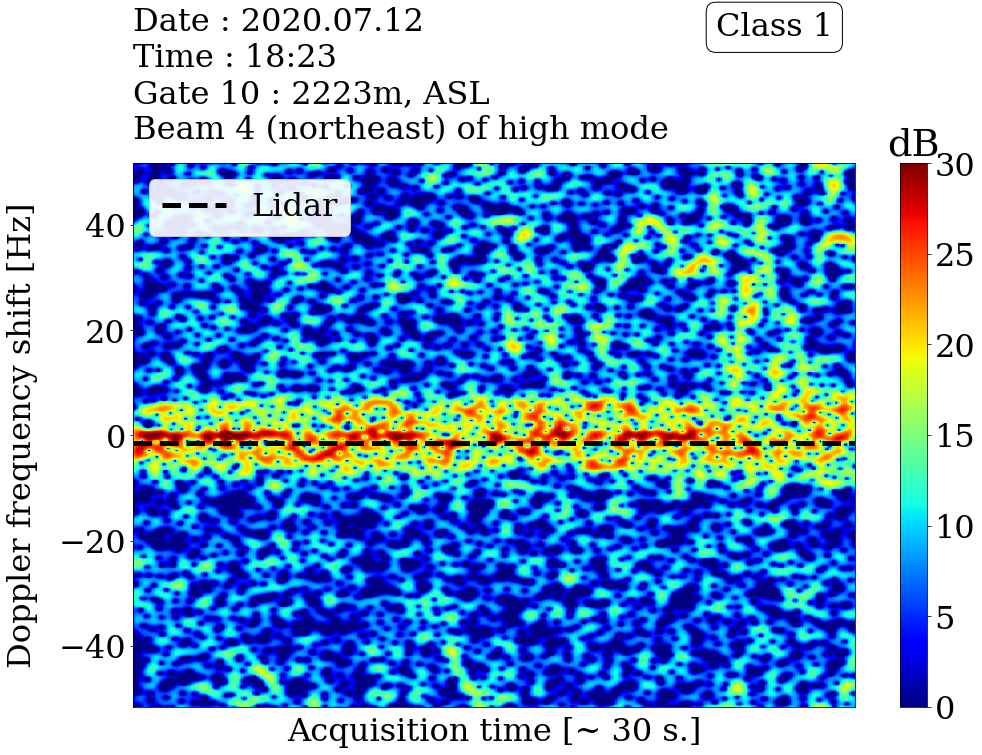 Date : 2020.07.12
Time : 18:23
Gate 10 : 2223m, ASL
Beam 4 (northeast) of high mode
Class 1
dB
Lidar
Doppler frequency shift [Hz]
40
20
0
−20
−40
30
25
20
15
10
5
0
Acquisition time [~ 30 s.]